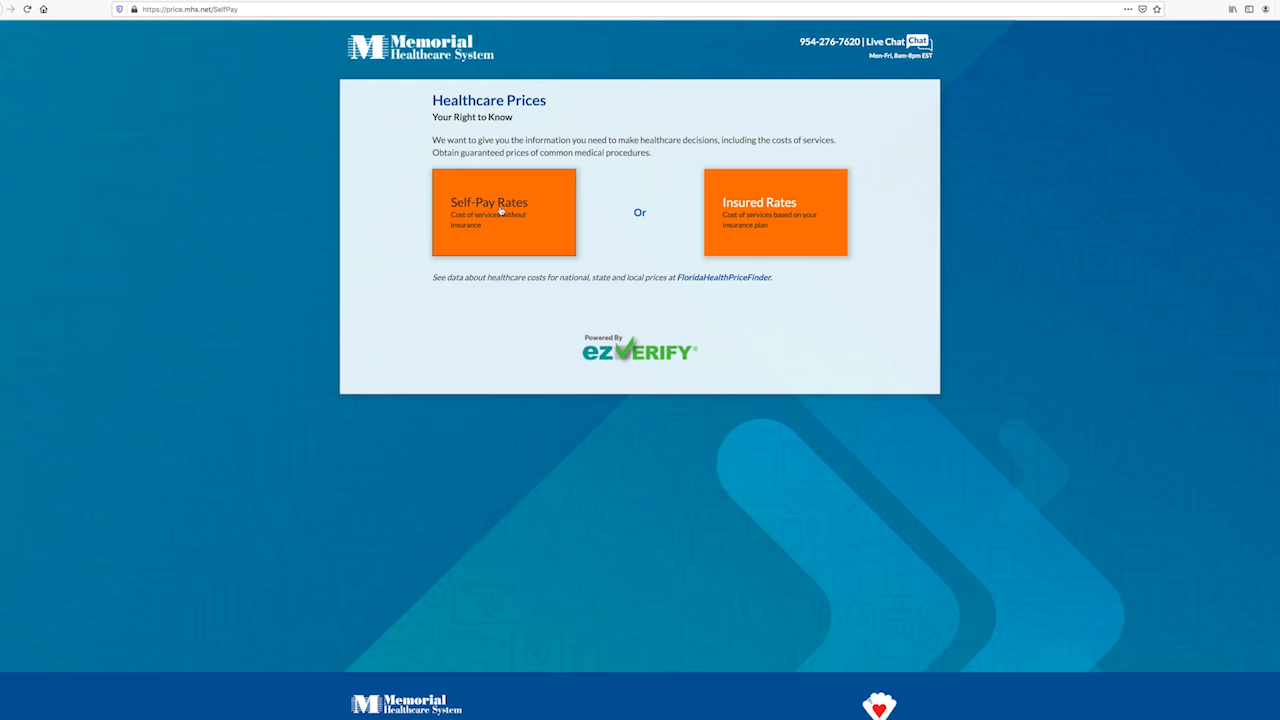 https://price.mhs.net/SelfPay
Memorial
Healthcare System
954-276-7620 | Live Chat Chat
Mon-Fri, 8am-8pm EST
Healthcare Prices
Your Right to Know
We want to give you the information you need to make healthcare decisions, including the costs of services.
Obtain guaranteed prices of common medical procedures.
Self-Pay Rates
Cost of services without
insurance
Or
Insured Rates
Cost of services based on your
insurance plan
See data about healthcare costs for national, state and local prices at FloridaHealthPriceFinder.
Powered By
ezVERIFY®
Memorial
Healthcare System